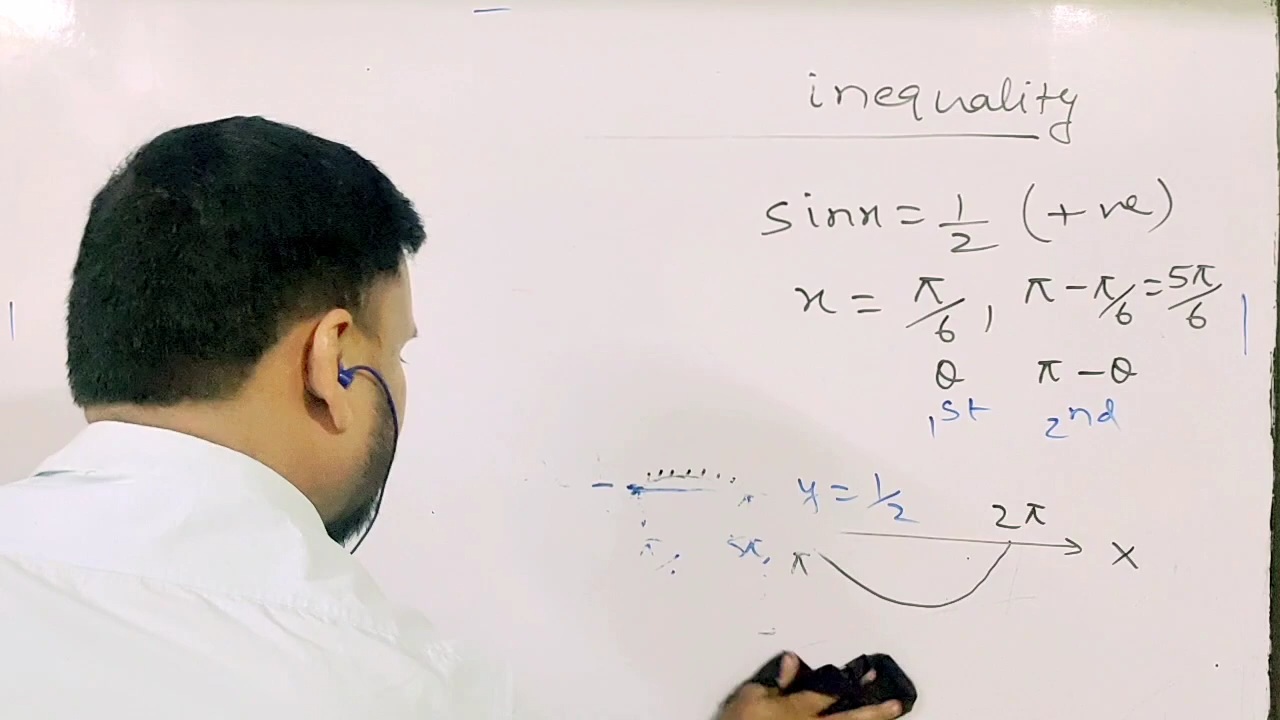 inequality
sinx = 1/2 (+ve)
x = π/6, π - π/6 = 5π/6
θ π - θ
1st 2nd
y = 1/2
2π
π
X